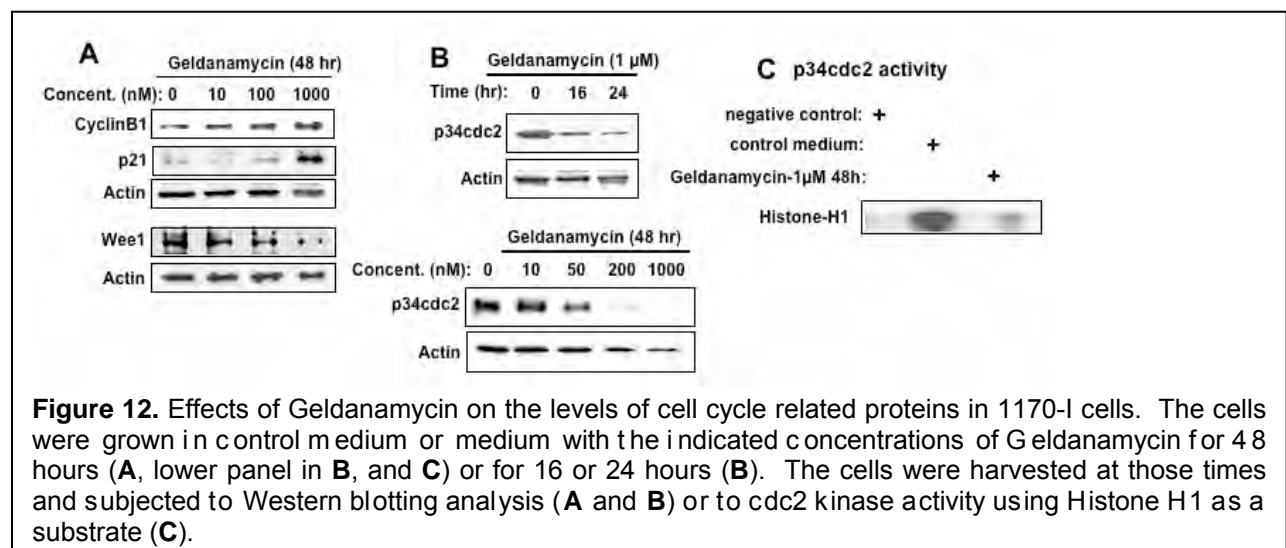 A
Geldanamycin (48 hr)
Concent. (nM): 0 10 100 1000
CyclinB1
p21
Actin
Wee1
Actin
B
Geldanamycin (1 µM)
Time (hr): 0 16 24
p34cdc2
Actin
Geldanamycin (48 hr)
Concent. (nM): 0 10 50 200 1000
p34cdc2
Actin
C p34cdc2 activity
negative control: +
control medium: +
Geldanamycin-1µM 48h: +
Histone-H1
Figure 12. Effects of Geldanamycin on the levels of cell cycle related proteins in 1170-I cells. The cells
were grown in control medium or medium with the indicated concentrations of Geldanamycin for 48
hours (A, lower panel in B, and C) or for 16 or 24 hours (B). The cells were harvested at those times
and subjected to Western blotting analysis (A and B) or to cdc2 kinase activity using Histone H1 as a
substrate (C).